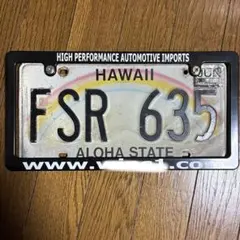 HIGH PERFORMANCE AUTOMOTIVE IMPORTS
HAWAII
FSR 635
ALOHA STATE